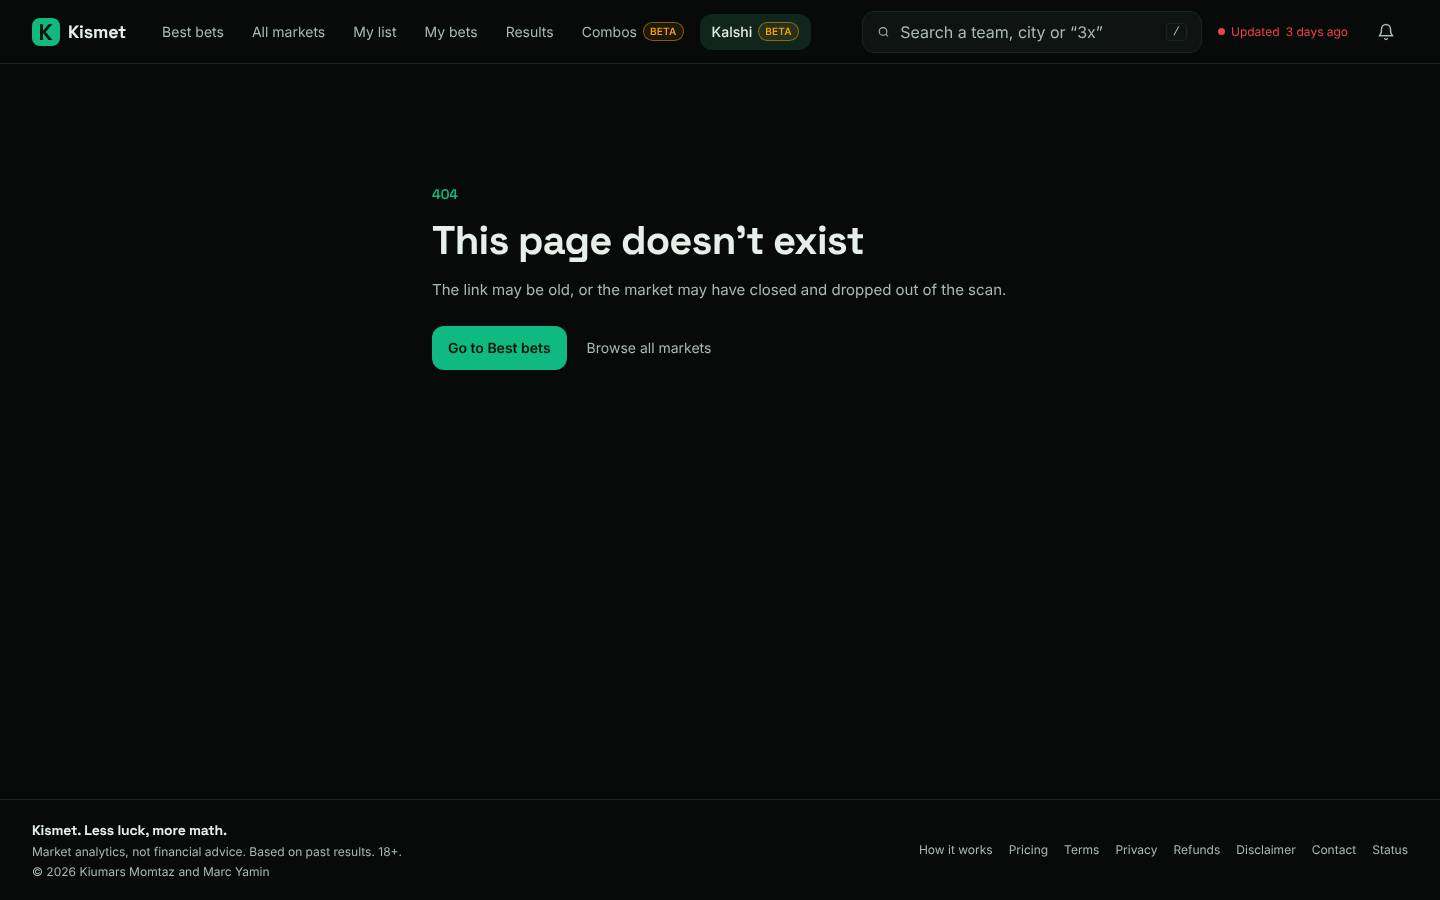 K Kismet Best bets All markets My list My bets Results Combos BETA Kalshi BETA Search a team, city or “3x” / Updated 3 days ago
404
This page doesn’t exist
The link may be old, or the market may have closed and dropped out of the scan.
Go to Best bets Browse all markets
Kismet. Less luck, more math.
Market analytics, not financial advice. Based on past results. 18+.
How it works Pricing Terms Privacy Refunds Disclaimer Contact Status
© 2026 Kiumars Momtaz and Marc Yamin